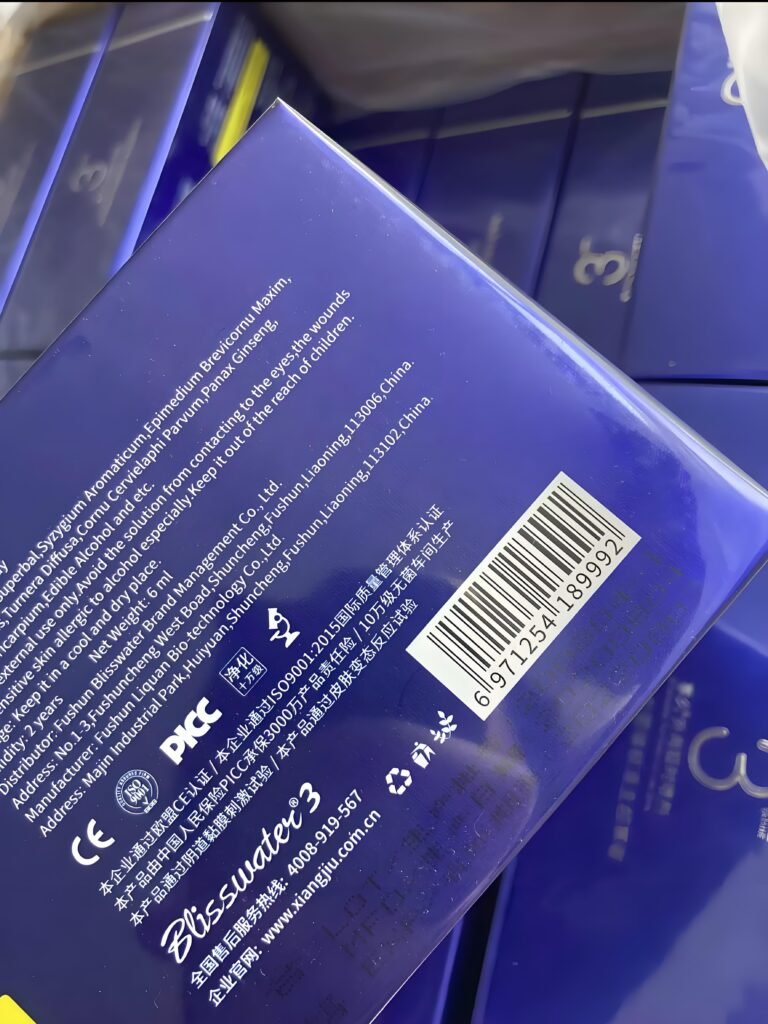 Superbal,Syzygium Aromaticum,Epimedium Brevicornu Maxim,
Turnera Diffusa,Cornu Cervielaphi Parvum,Panax Ginseng,
Edible Alcohol and etc.
external use only.Avoid the solution from contacting to the eyes,the wounds
skin allergic to alcohol especially.Keep it out of the reach of children.
Keep it in a cool and dry place.
2 years
Net Weight: 6 ml
Distributor: Fushun Blisswater Brand Management Co., Ltd.
Address: No.1-3,Fushuncheng West Boad,Shuncheng,Fushun,Liaoning,113006,China.
Manufacturer: Fushun Liquan Bio-technology Co.,Ltd.
Address: Majin Industrial Park,Huiyuan,Shuncheng,Fushun,Liaoning,113102,China.
CE
ISO
9001
PICC
净化
十万级
本企业通过欧盟CE认证 / 本企业通过ISO9001:2015国际质量管理体系认证
本产品由中国人民保险PICC承保3000万产品责任险 / 10万级无菌车间生产
本产品通过阴道黏膜刺激试验 / 本产品通过皮肤变态反应试验
Blisswater®3
全国售后服务热线: 4008-919-567
企业官网: www.xiangjiu.com.cn
6 971254 189992
LOT
3
3
3